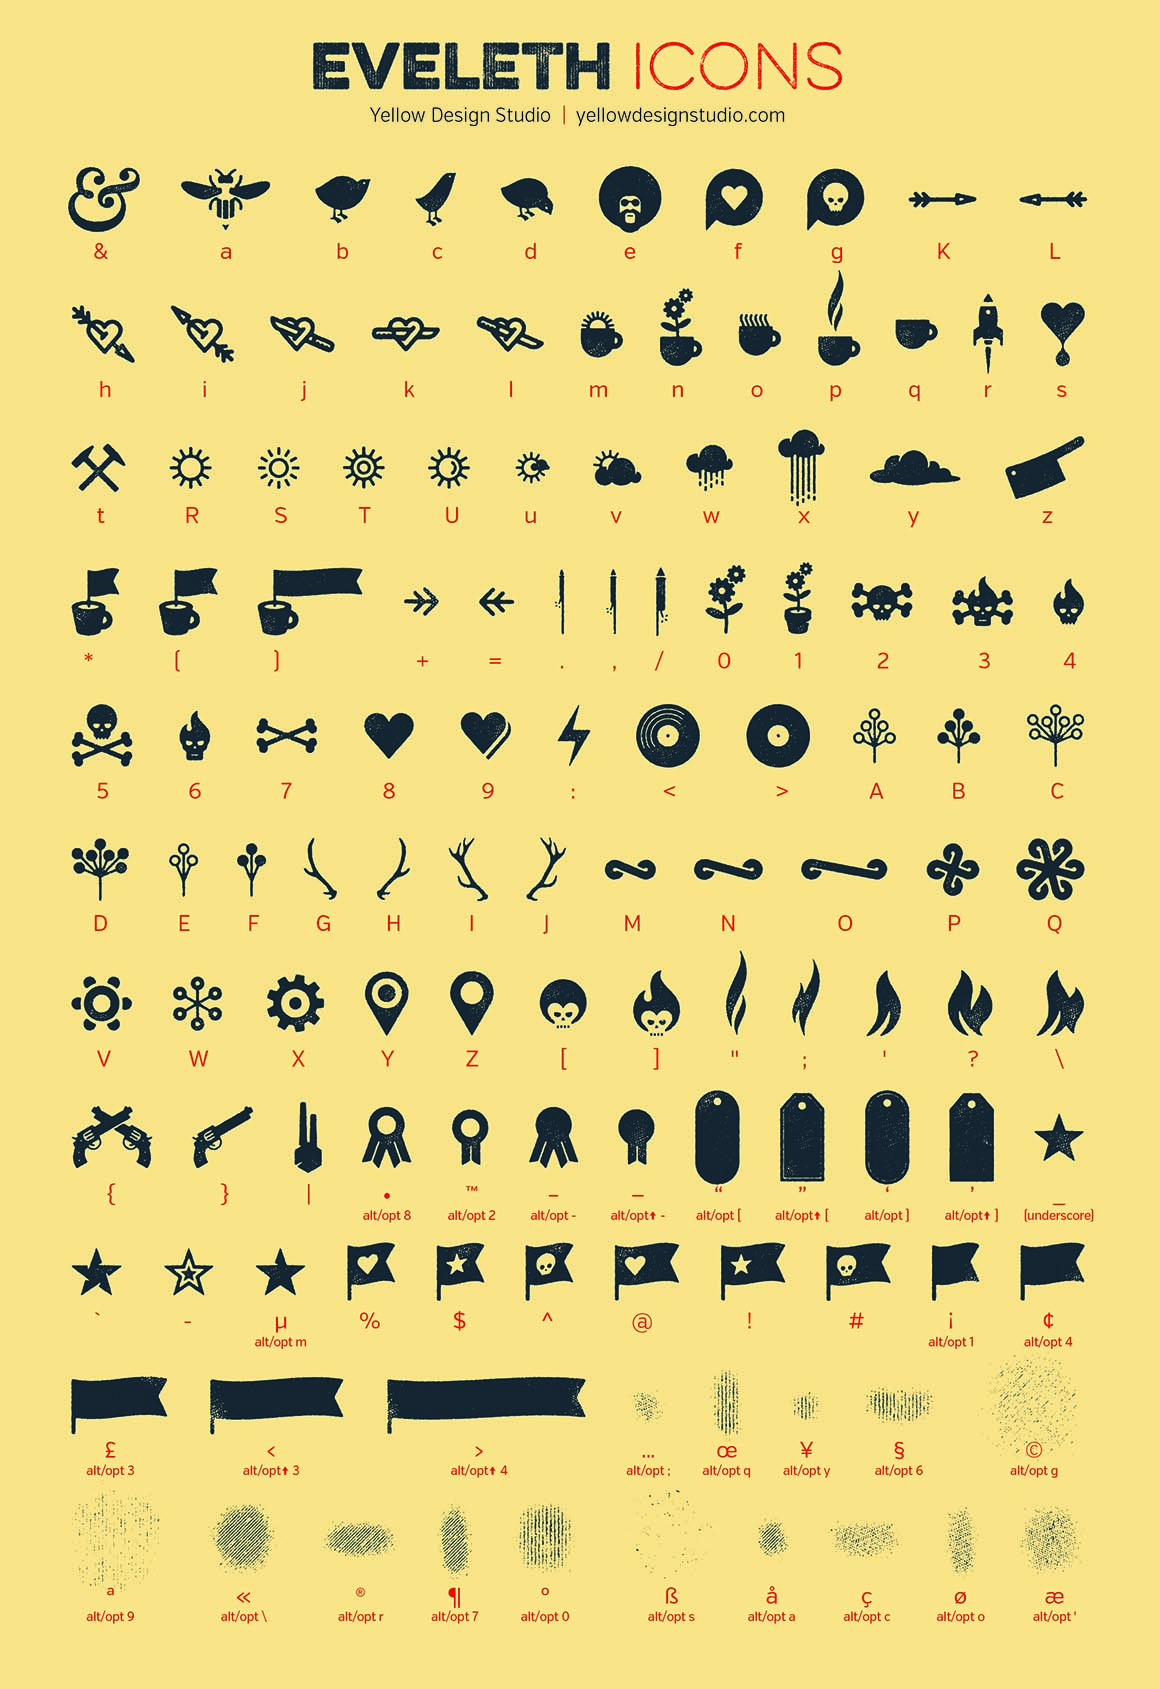 EVELETH ICONS
Yellow Design Studio | yellowdesignstudio.com
& a b c d e f g K L
h i j k l m n o p q r s
t R S T U u v w x y z
* ( ) + = . , / 0 1 2 3 4
5 6 7 8 9 : < > A B C
D E F G H I J M N O P Q
V W X Y Z [ ] " ; ' ? \
{ } | • ™ – — “ ” ‘ ’ _
alt/opt 8 alt/opt 2 alt/opt - alt/opt⬆ - alt/opt [ alt/opt⬆ [ alt/opt ] alt/opt⬆ ] (underscore)
` - µ % $ ^ @ ! # ¡ ¢
alt/opt m alt/opt 1 alt/opt 4
£ < > … œ ¥ § ©
alt/opt 3 alt/opt⬆ 3 alt/opt⬆ 4 alt/opt ; alt/opt q alt/opt y alt/opt 6 alt/opt g
ª « ® ¶ º ß å ç ø æ
alt/opt 9 alt/opt \ alt/opt r alt/opt 7 alt/opt 0 alt/opt s alt/opt a alt/opt c alt/opt o alt/opt '